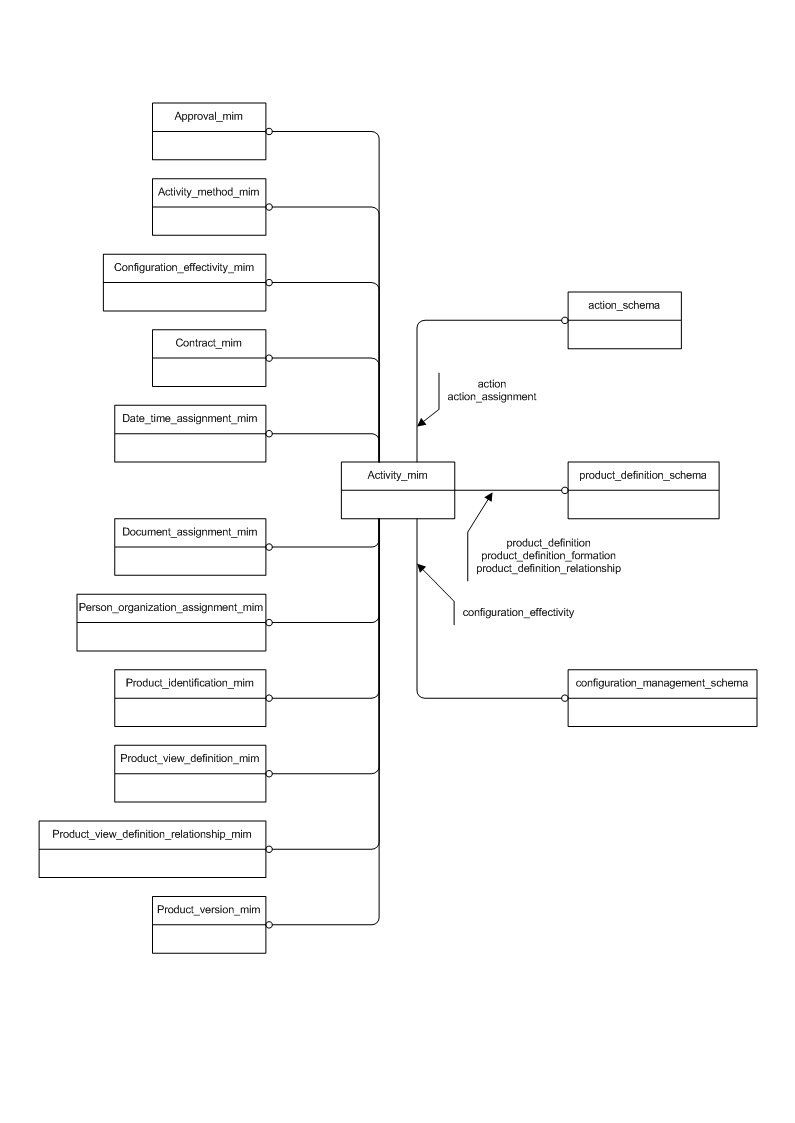 Approval_mim
Activity_method_mim
Configuration_effectivity_mim
Contract_mim
Date_time_assignment_mim
Document_assignment_mim
Person_organization_assignment_mim
Product_identification_mim
Product_view_definition_mim
Product_view_definition_relationship_mim
Product_version_mim
Activity_mim
action_schema
action
action_assignment
product_definition_schema
product_definition
product_definition_formation
product_definition_relationship
configuration_effectivity
configuration_management_schema